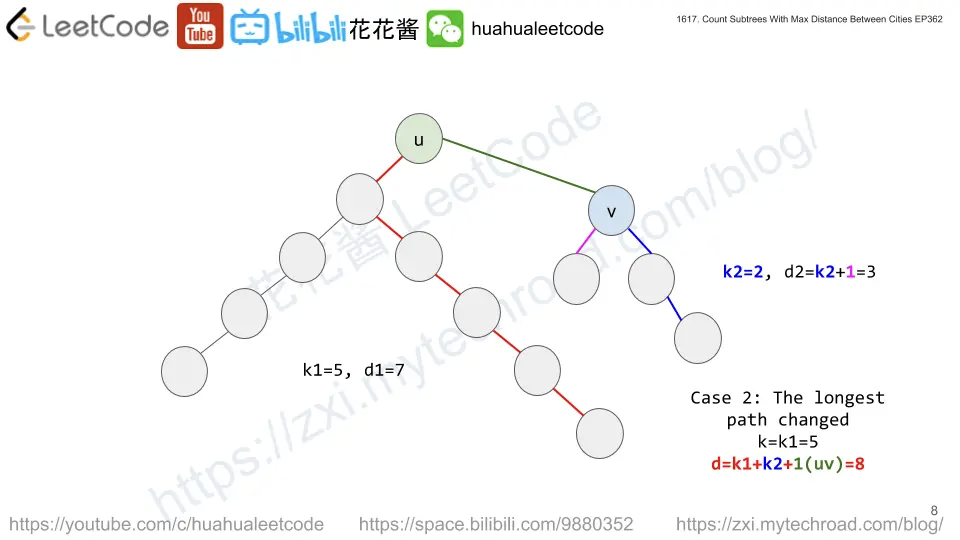 LeetCode
You
Tube
bilibili
花花酱
huahualeetcode
1617. Count Subtrees With Max Distance Between Cities EP362
u
v
k2=2, d2=k2+1=3
k1=5, d1=7
Case 2: The longest
path changed
k=k1=5
d=k1+k2+1(uv)=8
花花酱 LeetCode
https://zxi.mytechroad.com/blog/
8
https://youtube.com/c/huahualeetcode
https://space.bilibili.com/9880352
https://zxi.mytechroad.com/blog/